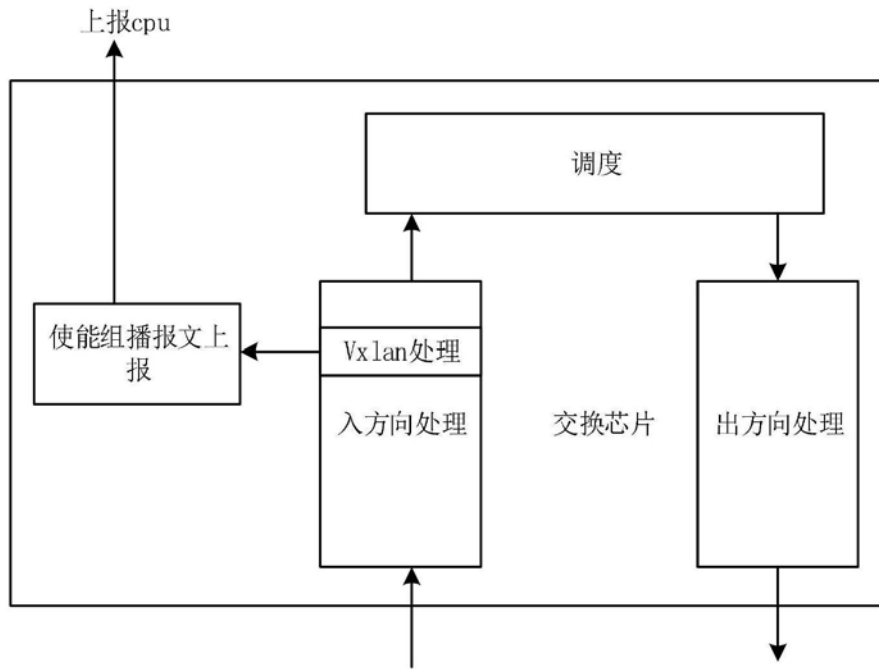 上报cpu
调度
使能组播报文上
报
Vxlan处理
入方向处理
交换芯片
出方向处理